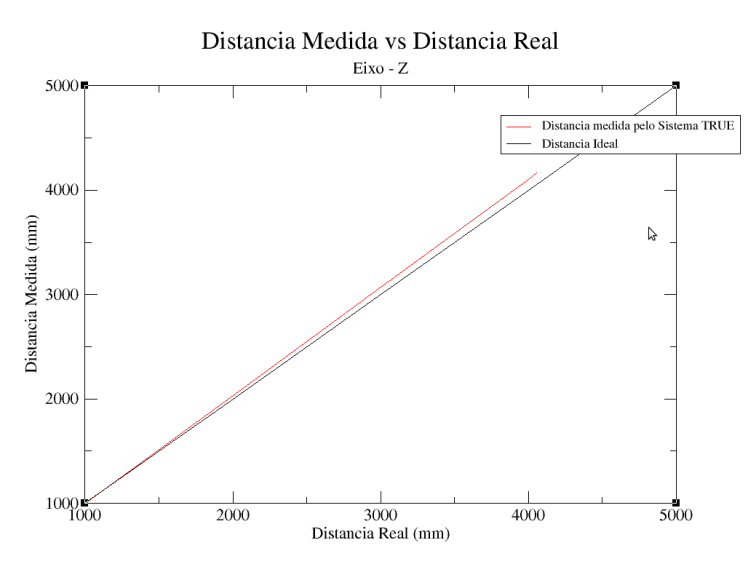 Distancia Medida vs Distancia Real
Eixo - Z
5000
Distancia medida pelo Sistema TRUE
Distancia Ideal
4000
3000
2000
1000
Distancia Medida (mm)
1000 2000 3000 4000 5000
Distancia Real (mm)